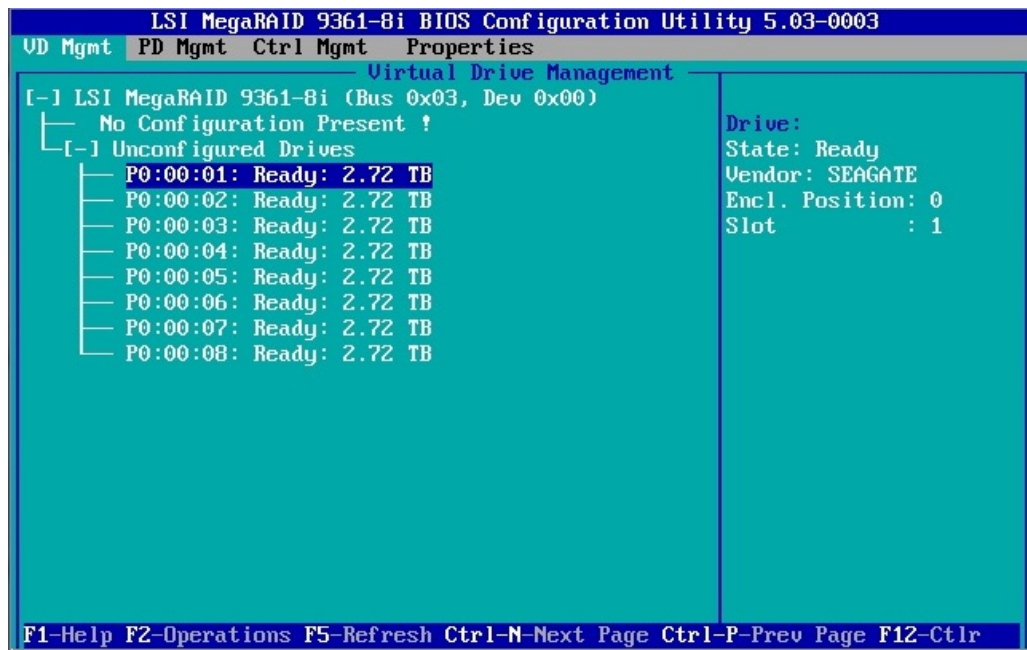 LSI MegaRAID 9361-8i BIOS Configuration Utility 5.03-0003
VD Mgmt PD Mgmt Ctrl Mgmt Properties
Virtual Drive Management
[-] LSI MegaRAID 9361-8i (Bus 0x03, Dev 0x00)
No Configuration Present !
[-] Unconfigured Drives
P0:00:01: Ready: 2.72 TB
P0:00:02: Ready: 2.72 TB
P0:00:03: Ready: 2.72 TB
P0:00:04: Ready: 2.72 TB
P0:00:05: Ready: 2.72 TB
P0:00:06: Ready: 2.72 TB
P0:00:07: Ready: 2.72 TB
P0:00:08: Ready: 2.72 TB
Drive:
State: Ready
Vendor: SEAGATE
Encl. Position: 0
Slot : 1
F1-Help F2-Operations F5-Refresh Ctrl-N-Next Page Ctrl-P-Prev Page F12-Ctlr